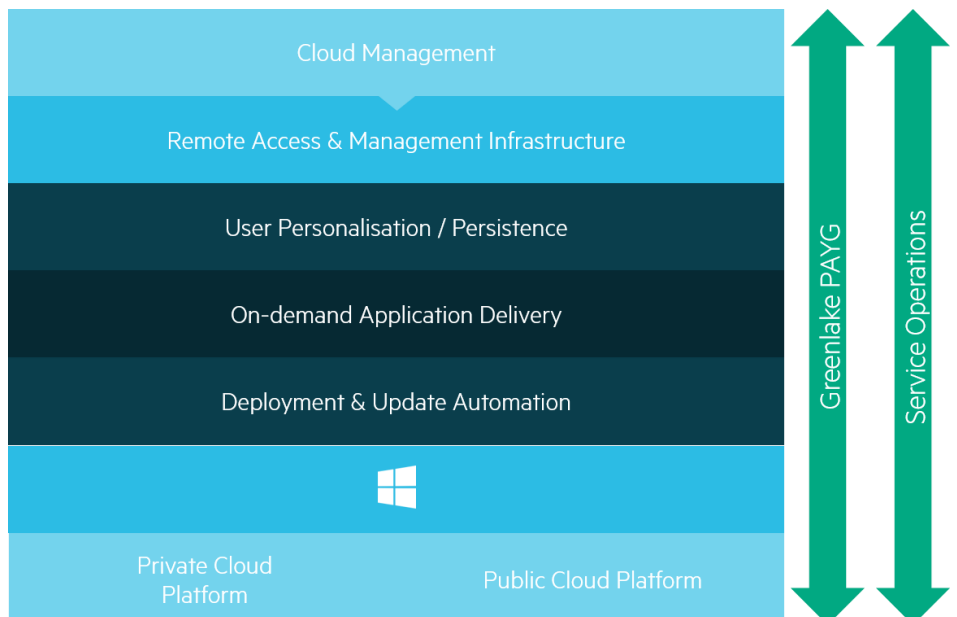 Cloud Management
Remote Access & Management Infrastructure
User Personalisation / Persistence
On-demand Application Delivery
Deployment & Update Automation
Private Cloud
Platform
Public Cloud Platform
Greenlake PAYG
Service Operations